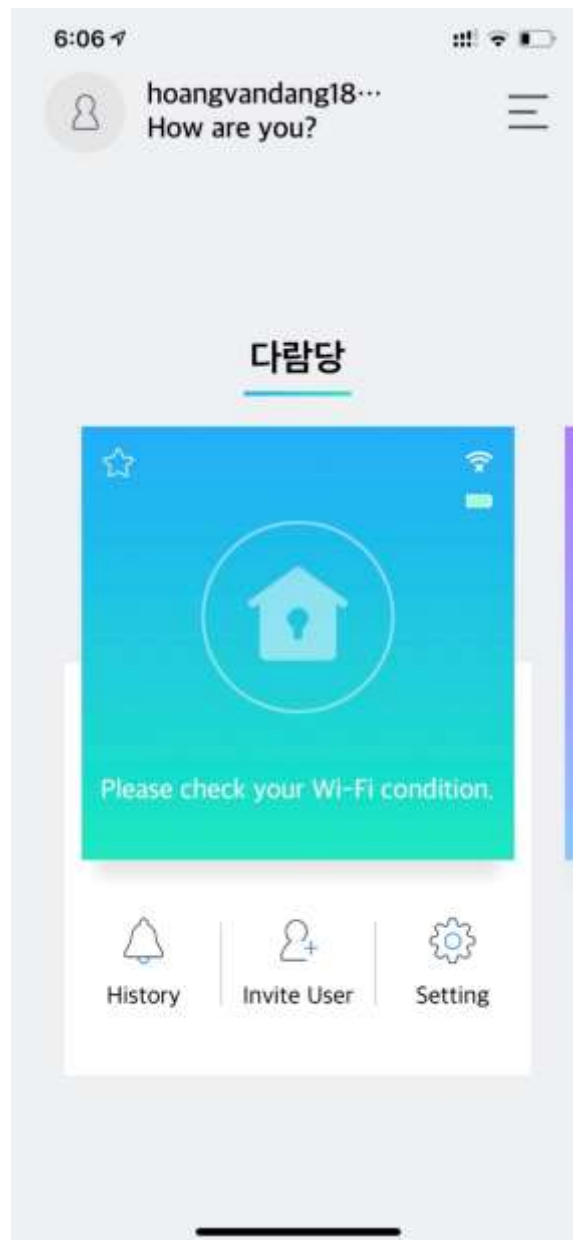 6:06
hoangvandang18…
How are you?
다람당
Please check your Wi-Fi condition.
History
Invite User
Setting